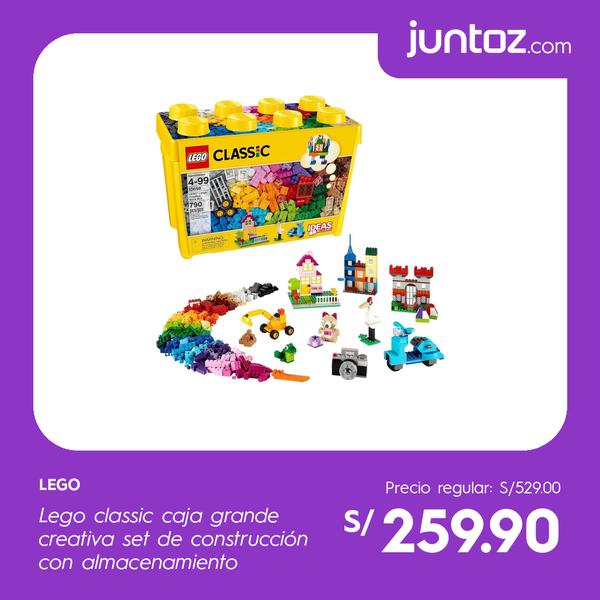 juntoz.com
LEGO
CLASSIC
4-99
10698
790
WARNING:
IDEAS
LEGO
Lego classic caja grande
creativa set de construcción
con almacenamiento
Precio regular: S/529.00
S/ 259.90